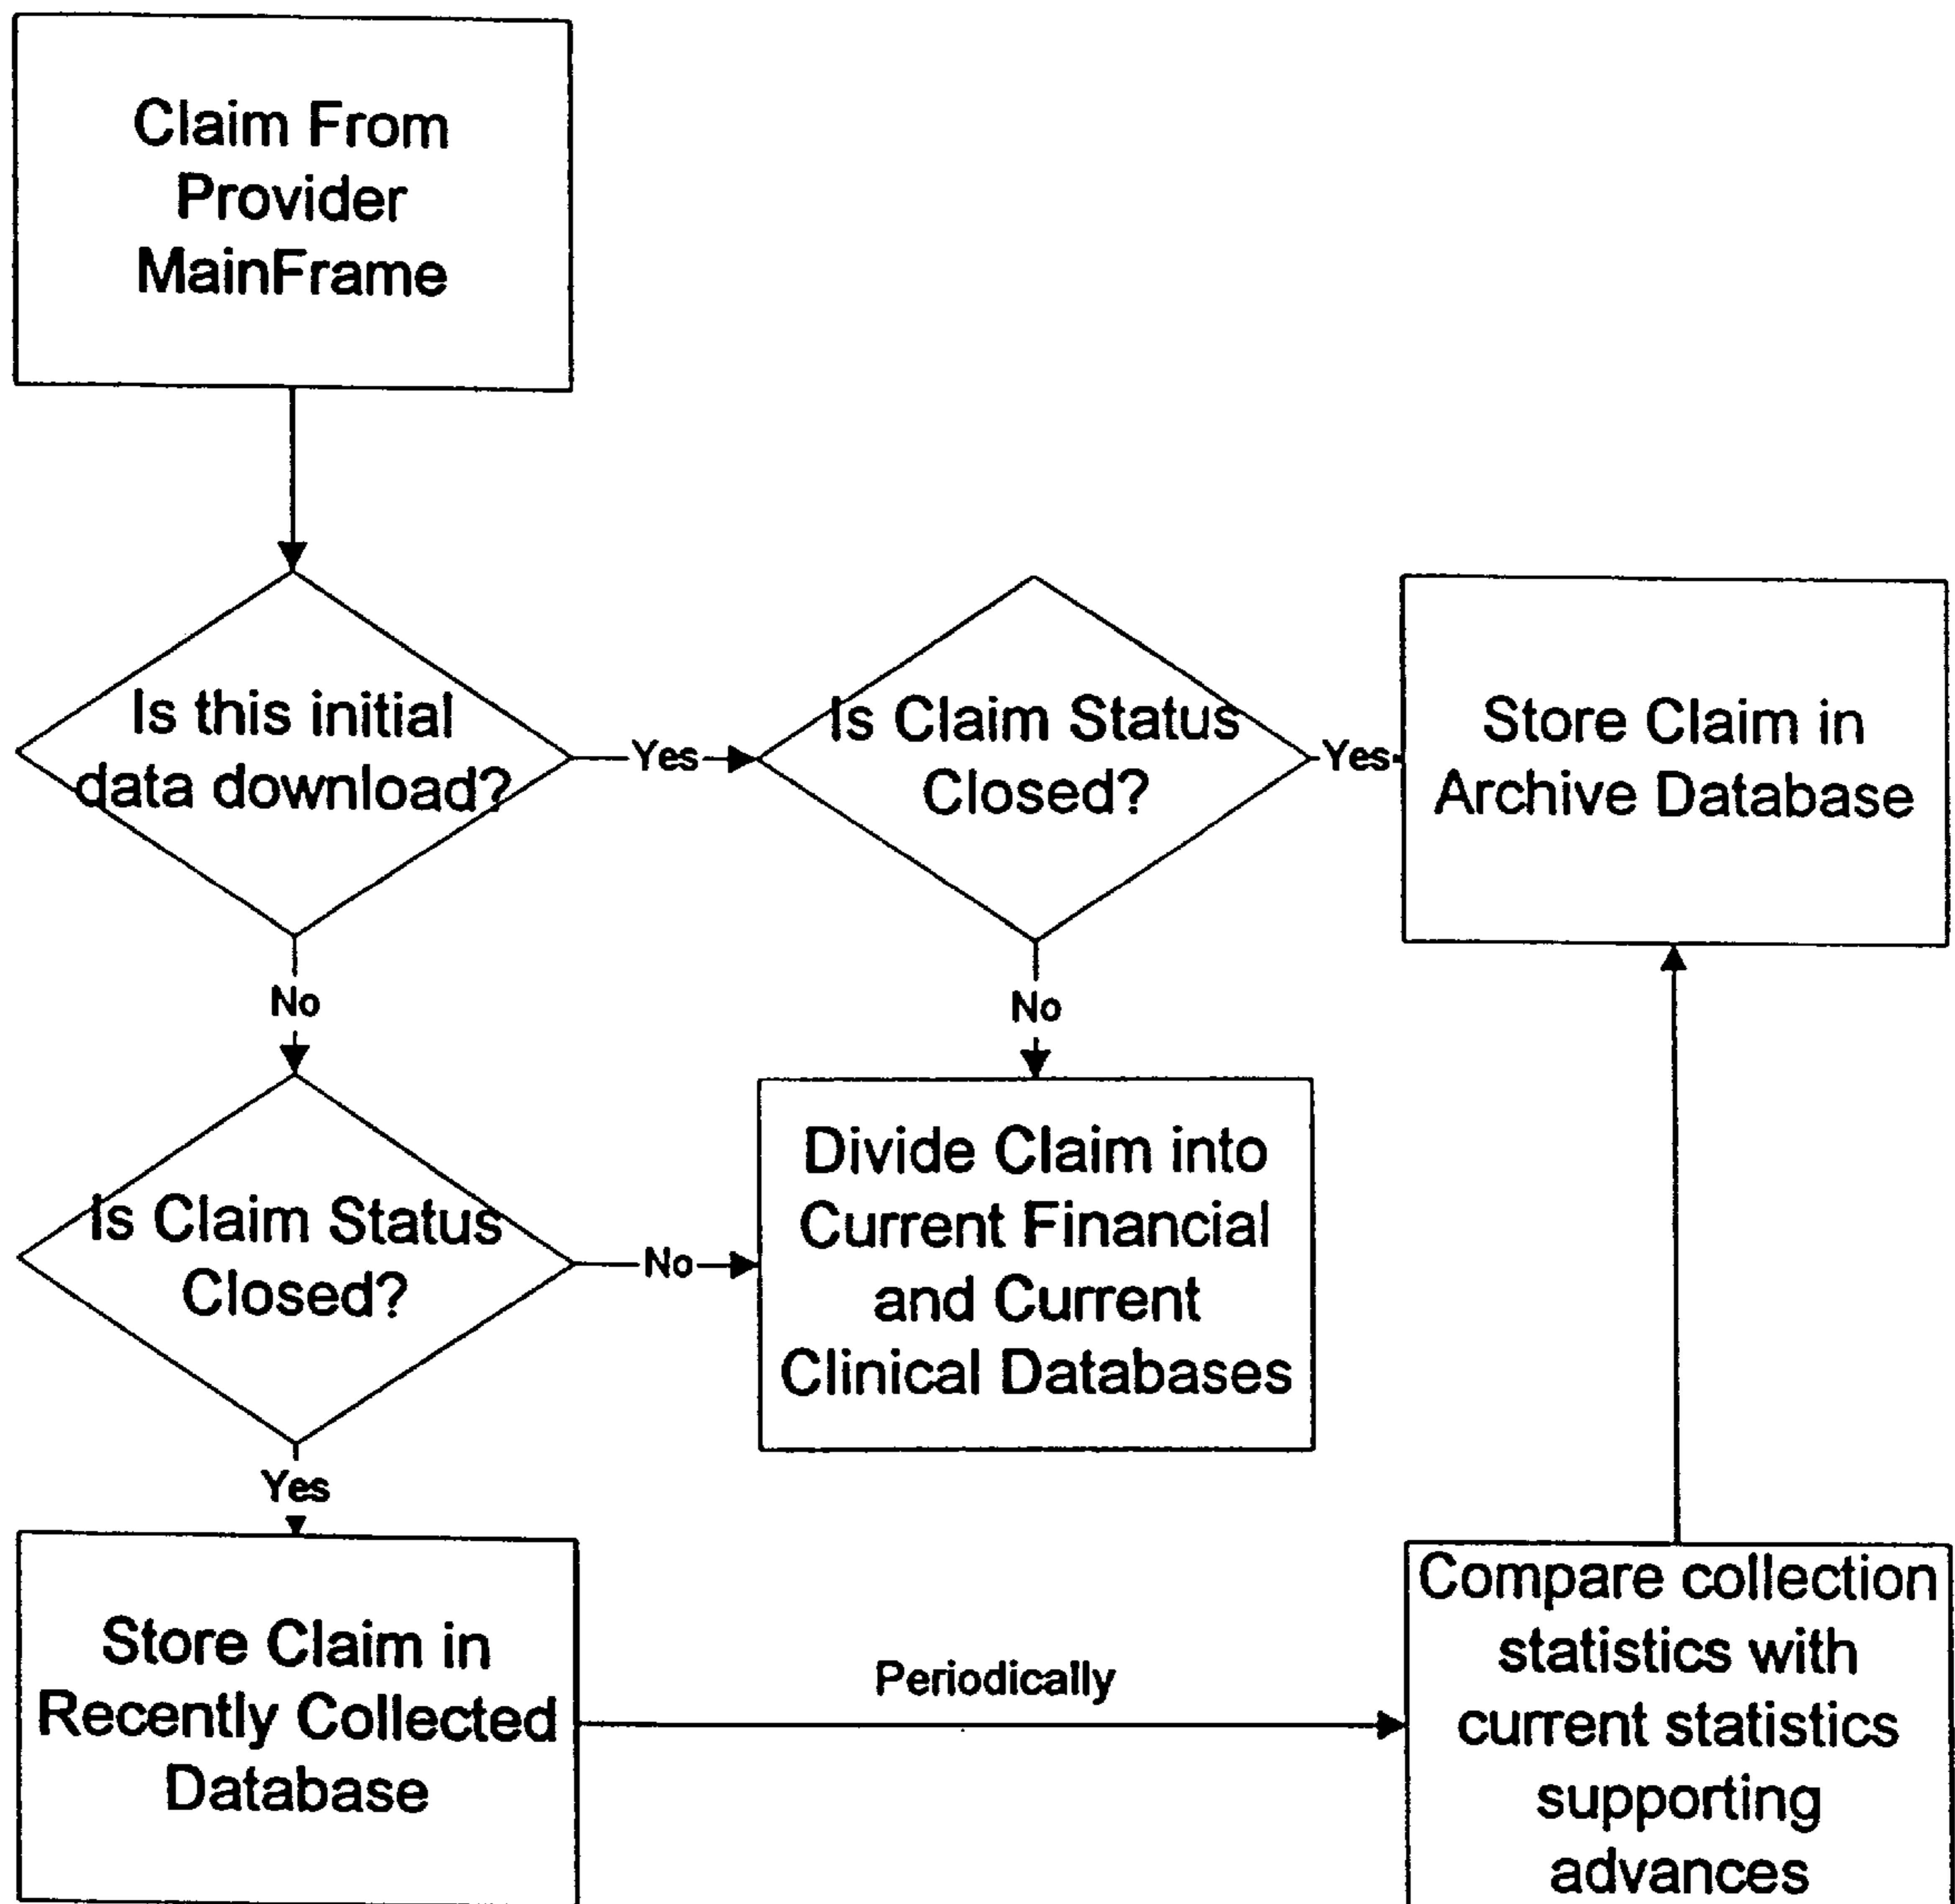 Claim From
Provider
MainFrame
Is this initial
data download?
Yes
Is Claim Status
Closed?
Yes
Store Claim in
Archive Database
No
No
Is Claim Status
Closed?
No
Divide Claim into
Current Financial
and Current
Clinical Databases
Yes
Store Claim in
Recently Collected
Database
Periodically
Compare collection
statistics with
current statistics
supporting
advances